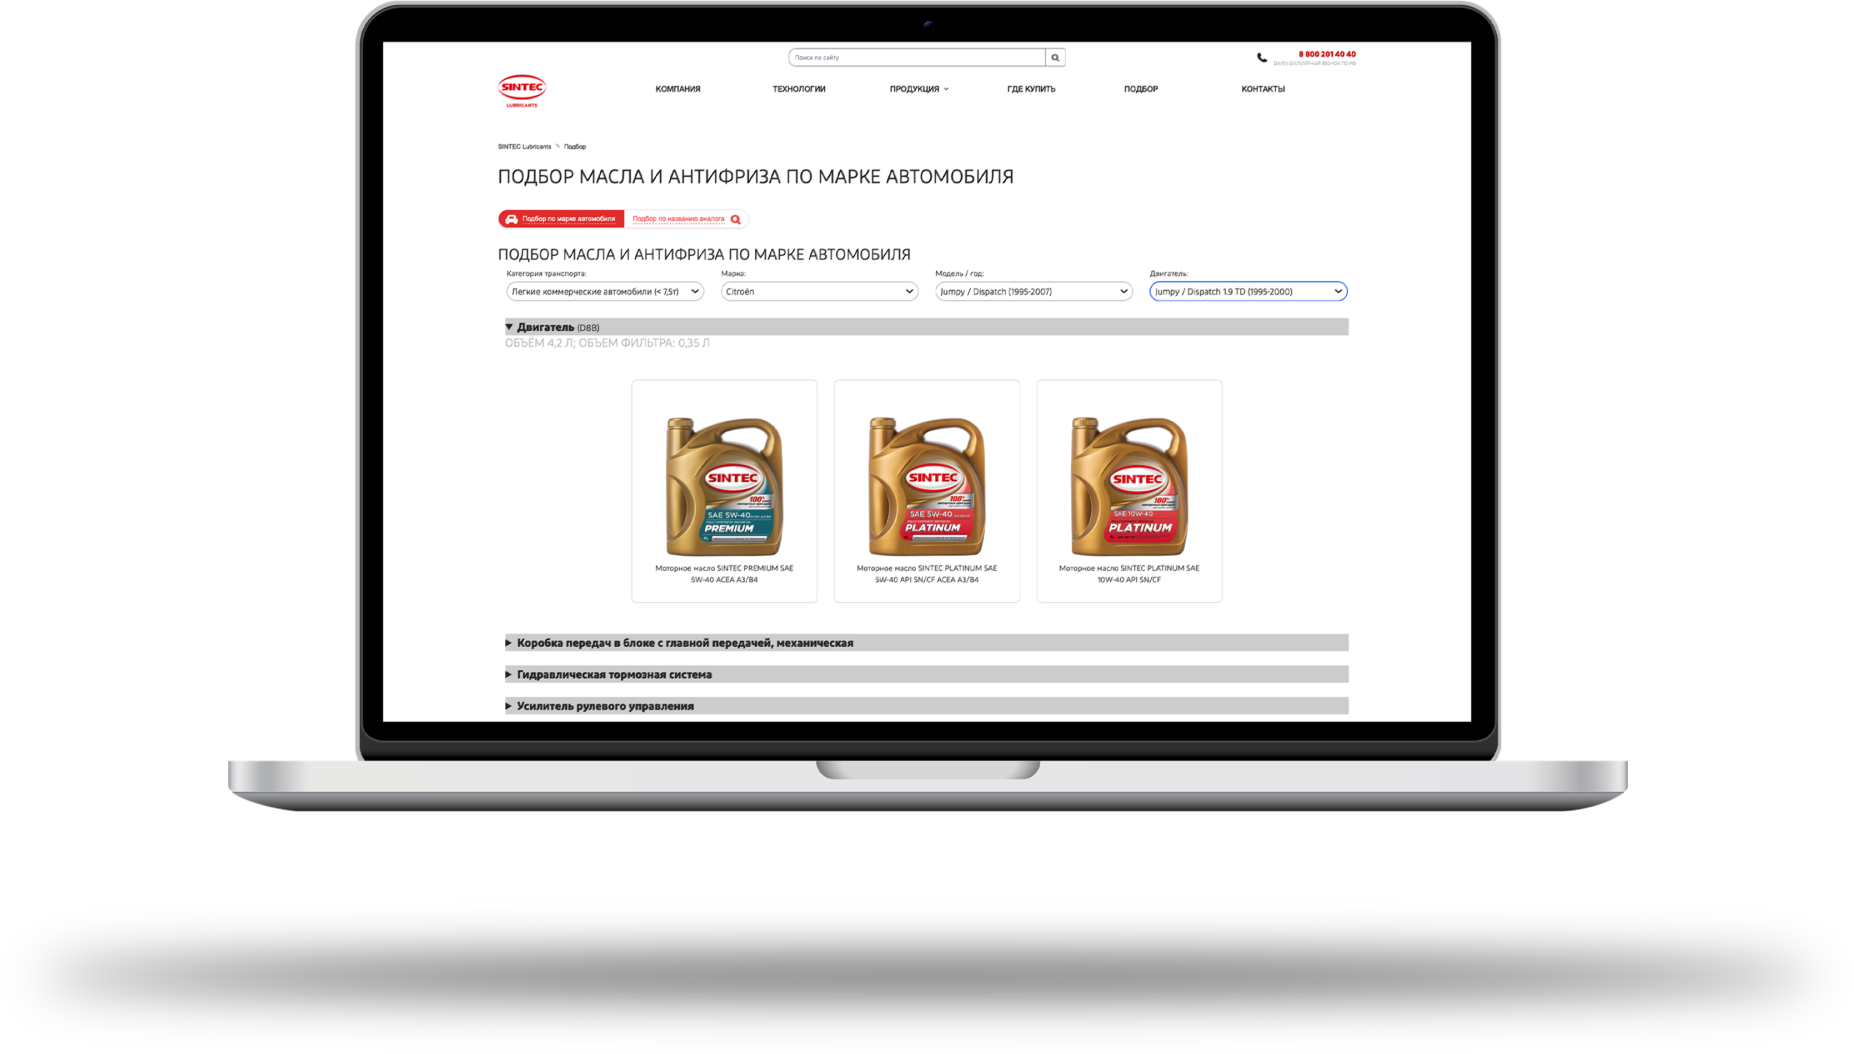 Поиск по сайту
8 800 201 40 40
SINTEC
LUBRICANTS
КОМПАНИЯ
ТЕХНОЛОГИИ
ПРОДУКЦИЯ
ГДЕ КУПИТЬ
ПОДБОР
КОНТАКТЫ
SINTEC Lubricants \ Подбор
ПОДБОР МАСЛА И АНТИФРИЗА ПО МАРКЕ АВТОМОБИЛЯ
Подбор по марке автомобиля
Подбор по названию аналога
ПОДБОР МАСЛА И АНТИФРИЗА ПО МАРКЕ АВТОМОБИЛЯ
Категория транспорта:
Марка:
Модель / год:
Двигатель:
Легкие коммерческие автомобили (< 7,5т)
Citroën
Jumpy / Dispatch (1995-2007)
Jumpy / Dispatch 1.9 TD (1995-2000)
Двигатель (D8B)
ОБЪЁМ 4,2 Л; ОБЪЕМ ФИЛЬТРА: 0,35 Л
SINTEC
100%
SAE 5W-40
PREMIUM
4L
SINTEC
100%
SAE 5W-40
PLATINUM
4L
SINTEC
100%
SAE 10W-40
PLATINUM
4L
Моторное масло SINTEC PREMIUM SAE
5W-40 ACEA A3/B4
Моторное масло SINTEC PLATINUM SAE
5W-40 API SN/CF ACEA A3/B4
Моторное масло SINTEC PLATINUM SAE
10W-40 API SN/CF
Коробка передач в блоке с главной передачей, механическая
Гидравлическая тормозная система
Усилитель рулевого управления